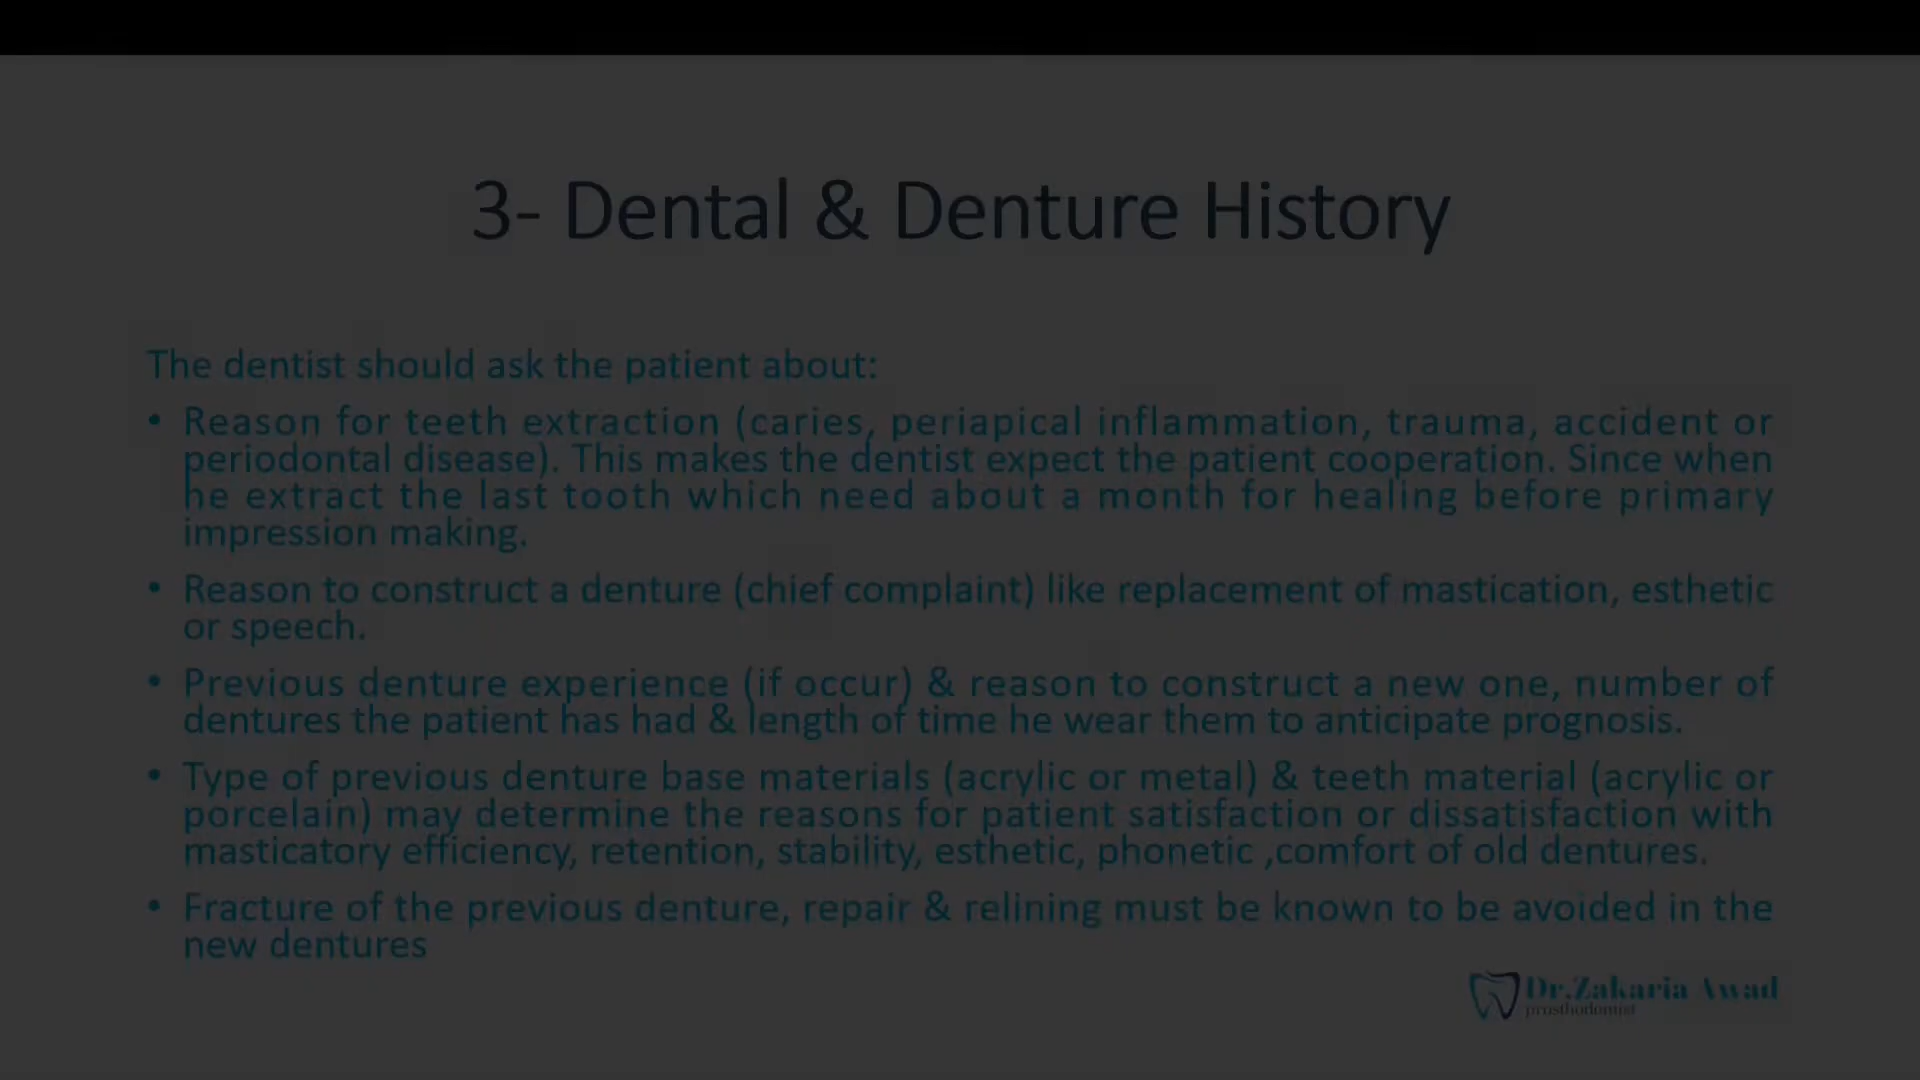 3- Dental & Denture History
The dentist should ask the patient about:
• Reason for teeth extraction (caries, periapical inflammation, trauma, accident or
periodontal disease). This makes the dentist expect the patient cooperation. Since when
he extract the last tooth which need about a month for healing before primary
impression making.
• Reason to construct a denture (chief complaint) like replacement of mastication, esthetic
or speech.
• Previous denture experience (if occur) & reason to construct a new one, number of
dentures the patient has had & length of time he wear them to anticipate prognosis.
• Type of previous denture base materials (acrylic or metal) & teeth material (acrylic or
porcelain) may determine the reasons for patient satisfaction or dissatisfaction with
masticatory efficiency, retention, stability, esthetic, phonetic ,comfort of old dentures.
• Fracture of the previous denture, repair & relining must be known to be avoided in the
new dentures
Dr.Zakaria Awad
prosthodontist